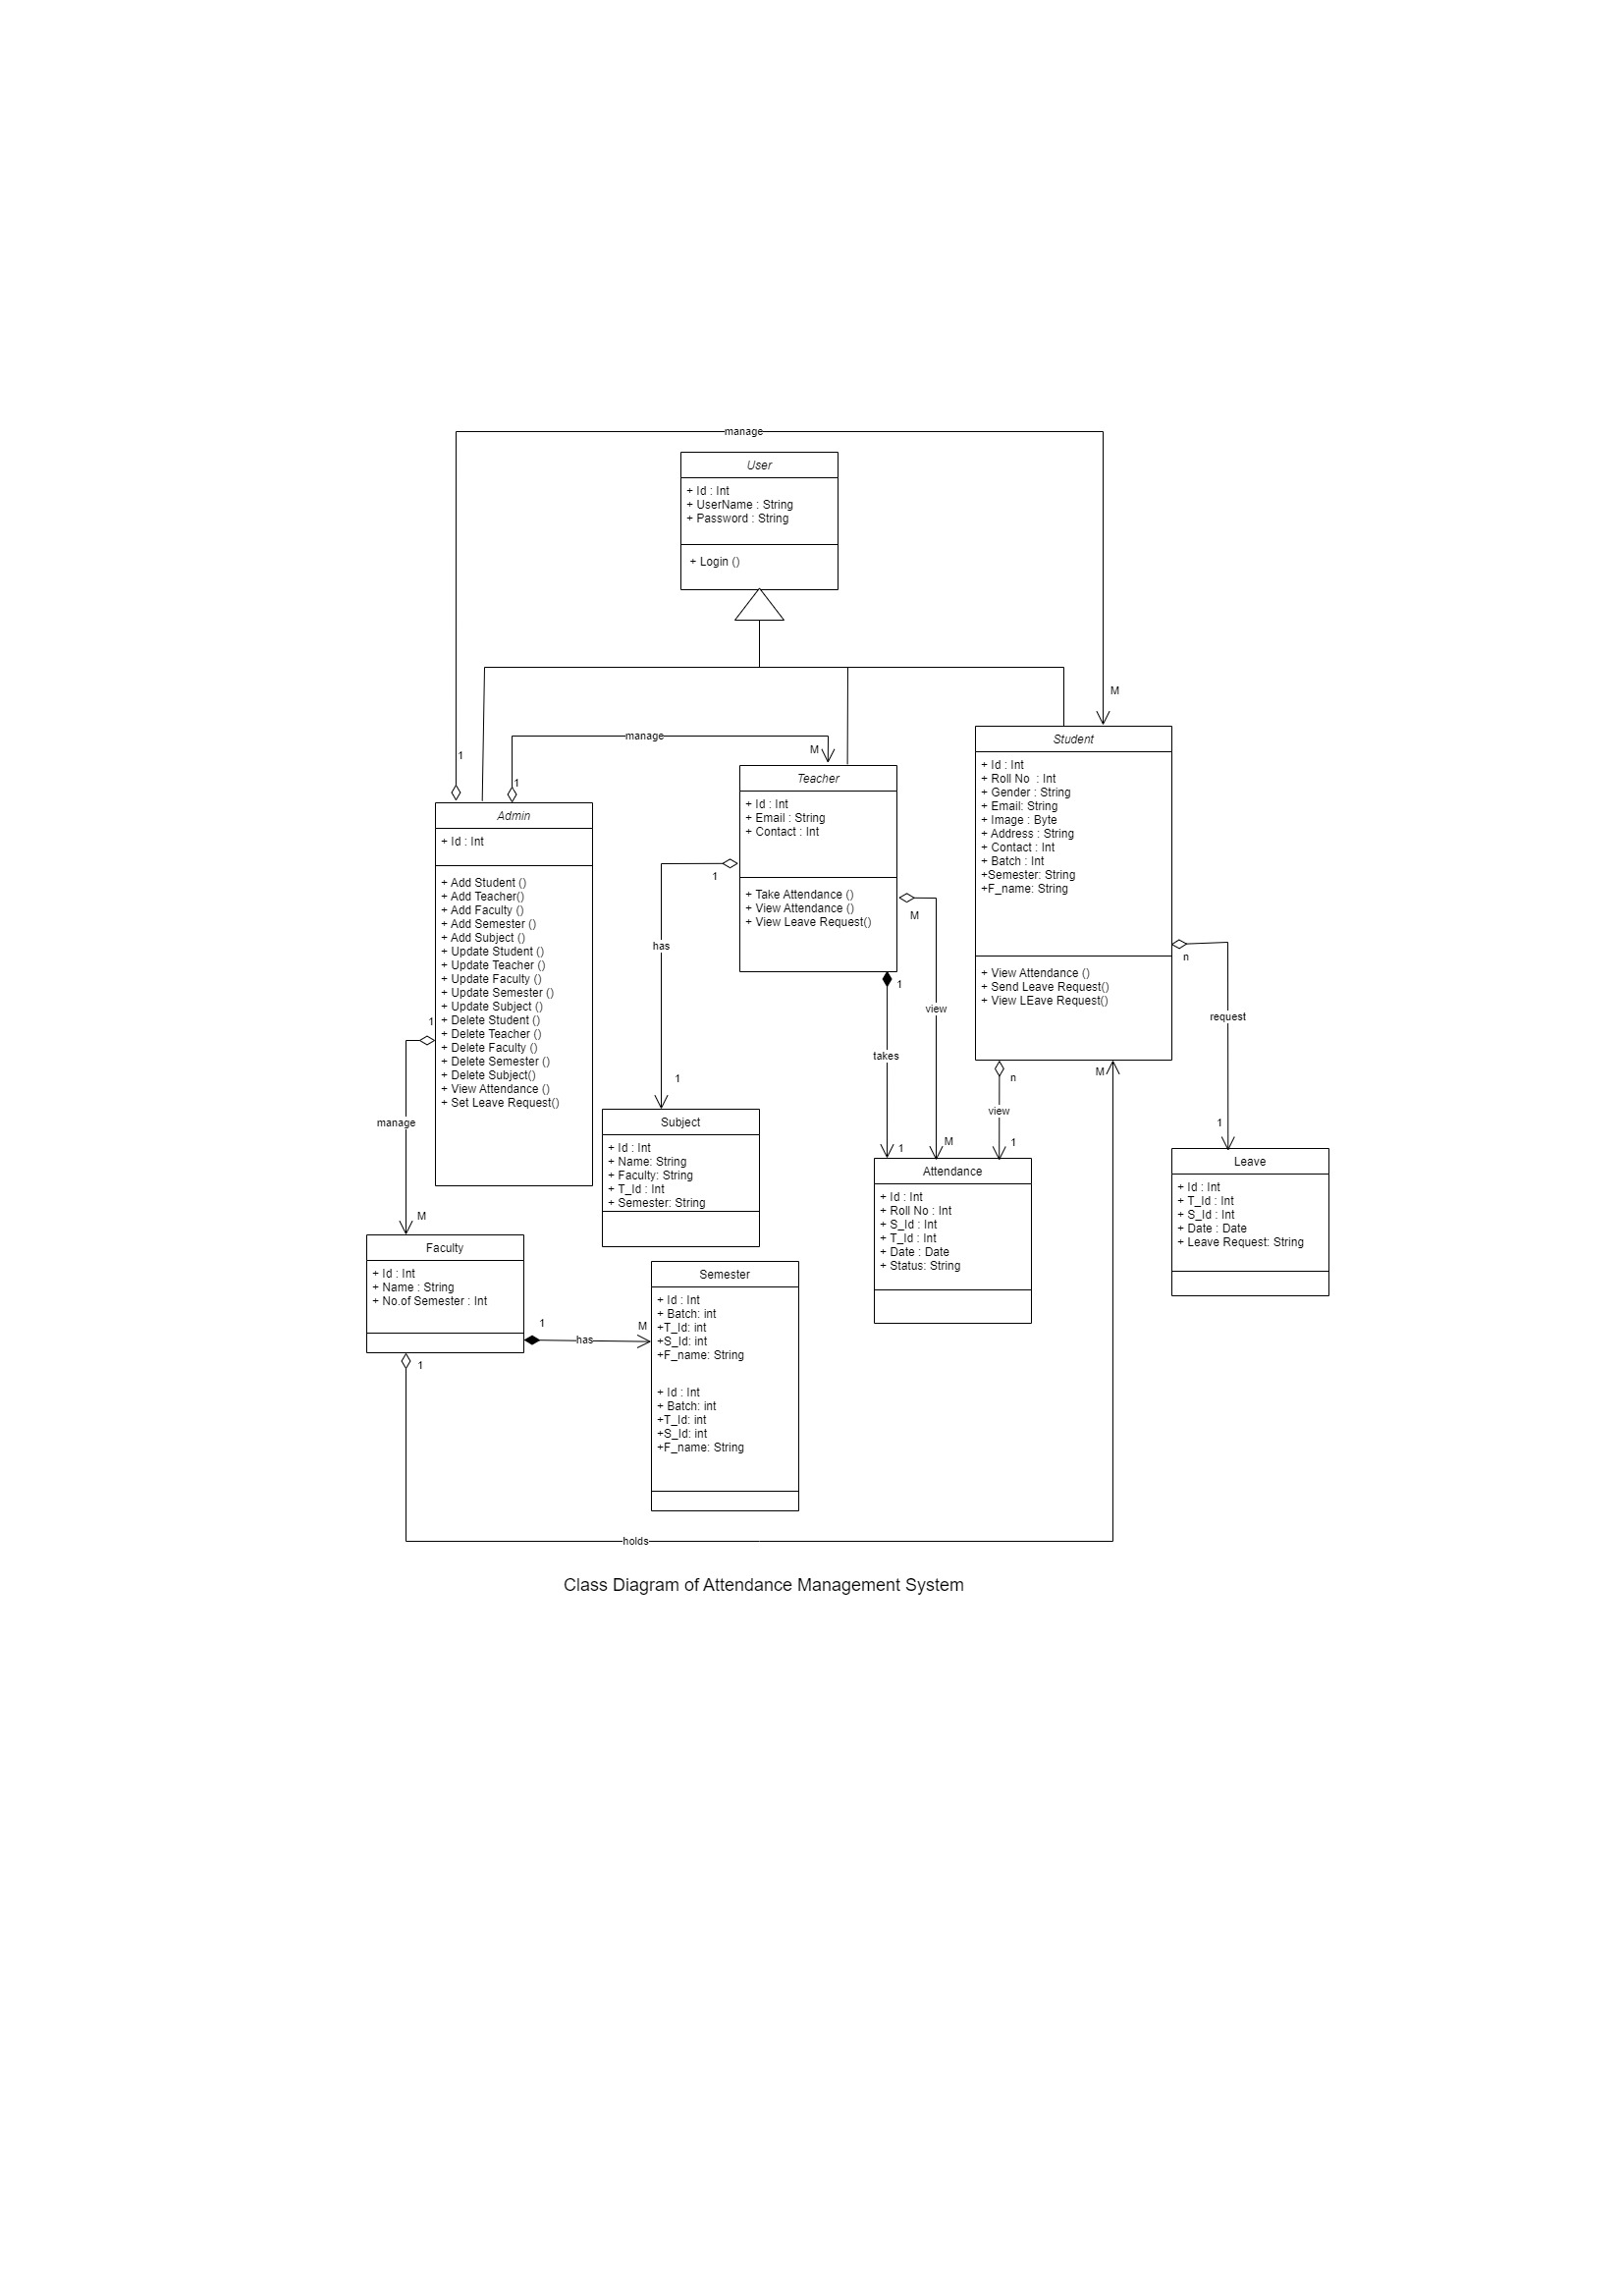 manage
User
+ Id : Int
+ UserName : String
+ Password : String
+ Login ()
M
1
manage
M
1
Admin
+ Id : Int
+ Add Student ()
+ Add Teacher()
+ Add Faculty ()
+ Add Semester ()
+ Add Subject ()
+ Update Student ()
+ Update Teacher ()
+ Update Faculty ()
+ Update Semester ()
+ Update Subject ()
+ Delete Student ()
+ Delete Teacher ()
+ Delete Faculty ()
+ Delete Semester ()
+ Delete Subject()
+ View Attendance ()
+ Set Leave Request()
Teacher
+ Id : Int
+ Email : String
+ Contact : Int
+ Take Attendance ()
+ View Attendance ()
+ View Leave Request()
Student
+ Id : Int
+ Roll No  : Int
+ Gender : String
+ Email: String
+ Image : Byte
+ Address : String
+ Contact : Int
+ Batch : Int
+Semester: String
+F_name: String
+ View Attendance ()
+ Send Leave Request()
+ View LEave Request()
1
has
1
M
view
M
1
takes
1
n
view
1
n
request
1
M
1
manage
M
Subject
+ Id : Int
+ Name: String
+ Faculty: String
+ T_Id : Int
+ Semester: String
Attendance
+ Id : Int
+ Roll No : Int
+ S_Id : Int
+ T_Id : Int
+ Date : Date
+ Status: String
Leave
+ Id : Int
+ T_Id : Int
+ S_Id : Int
+ Date : Date
+ Leave Request: String
Faculty
+ Id : Int
+ Name : String
+ No.of Semester : Int
1
has
M
Semester
+ Id : Int
+ Batch: int
+T_Id: int
+S_Id: int
+F_name: String
+ Id : Int
+ Batch: int
+T_Id: int
+S_Id: int
+F_name: String
1
holds
Class Diagram of Attendance Management System